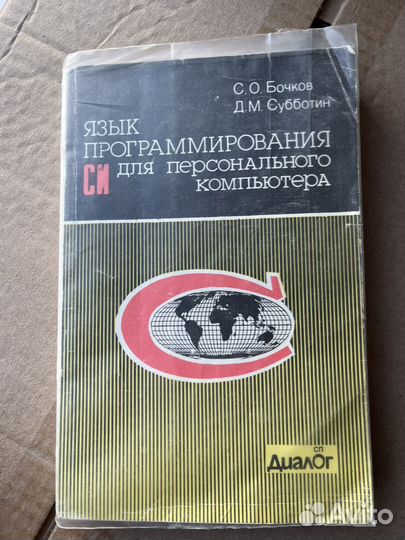 С. О. Бочков
Д. М. Субботин
ЯЗЫК
ПРОГРАММИРОВАНИЯ
СИ для персонального
компьютера
СП
Диалог
Avito